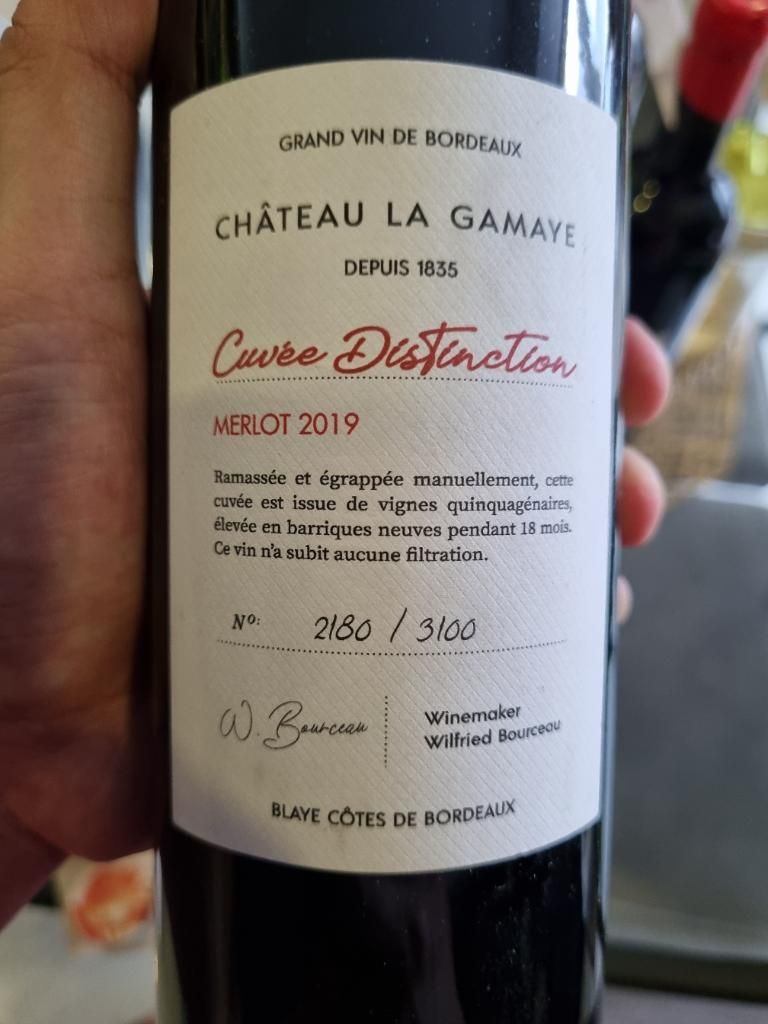 GRAND VIN DE BORDEAUX
CHÂTEAU LA GAMAYE
DEPUIS 1835
Cuvée Distinction
MERLOT 2019
Ramassée et égrappée manuellement, cette
cuvée est issue de vignes quinquagénaires,
élevée en barriques neuves pendant 18 mois.
Ce vin n'a subit aucune filtration.
Nº: 2180 / 3100
W. Bourceau
Winemaker
Wilfried Bourceau
BLAYE CÔTES DE BORDEAUX